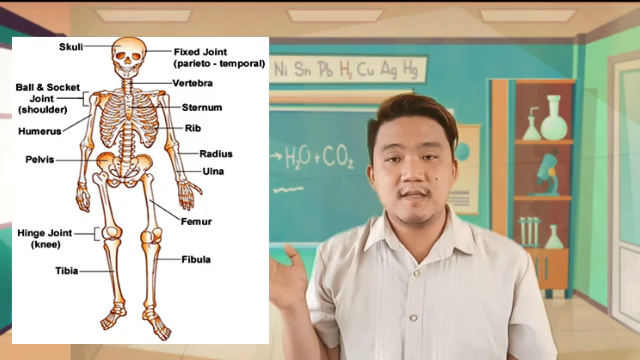 Skull
Fixed Joint
(parieto - temporal)
Vertebra
Ball & Socket
Joint
(shoulder)
Sternum
Humerus
Rib
Pelvis
Radius
Ulna
Femur
Hinge Joint
(knee)
Fibula
Tibia
Ni Sn Pb H₂ Cu Ag Hg
→H₂O + CO₂